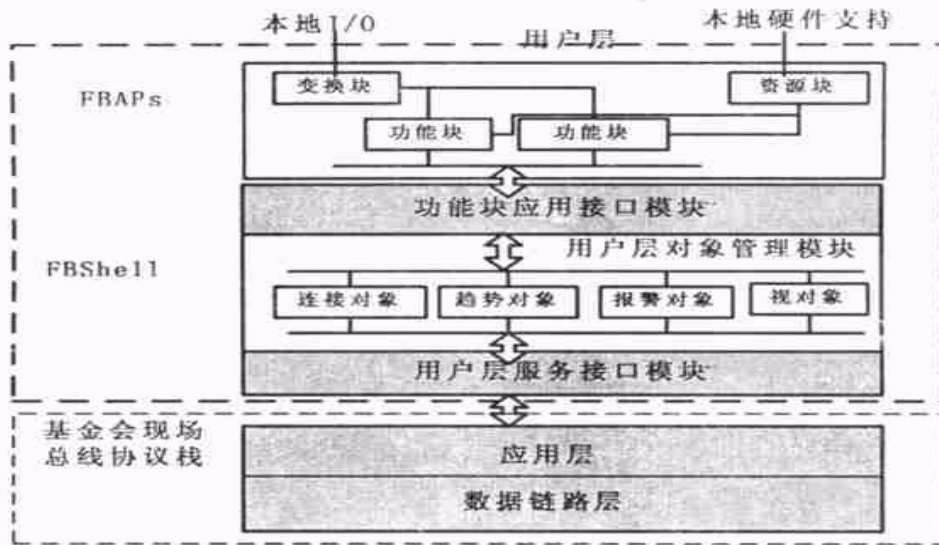 本地I/O
本地硬件支持
用户层
FBAPs
变换块
资源块
功能块
功能块
功能块应用接口模块
FBShell
用户层对象管理模块
连接对象
趋势对象
报警对象
视对象
用户层服务接口模块
基金会现场
总线协议栈
应用层
数据链路层